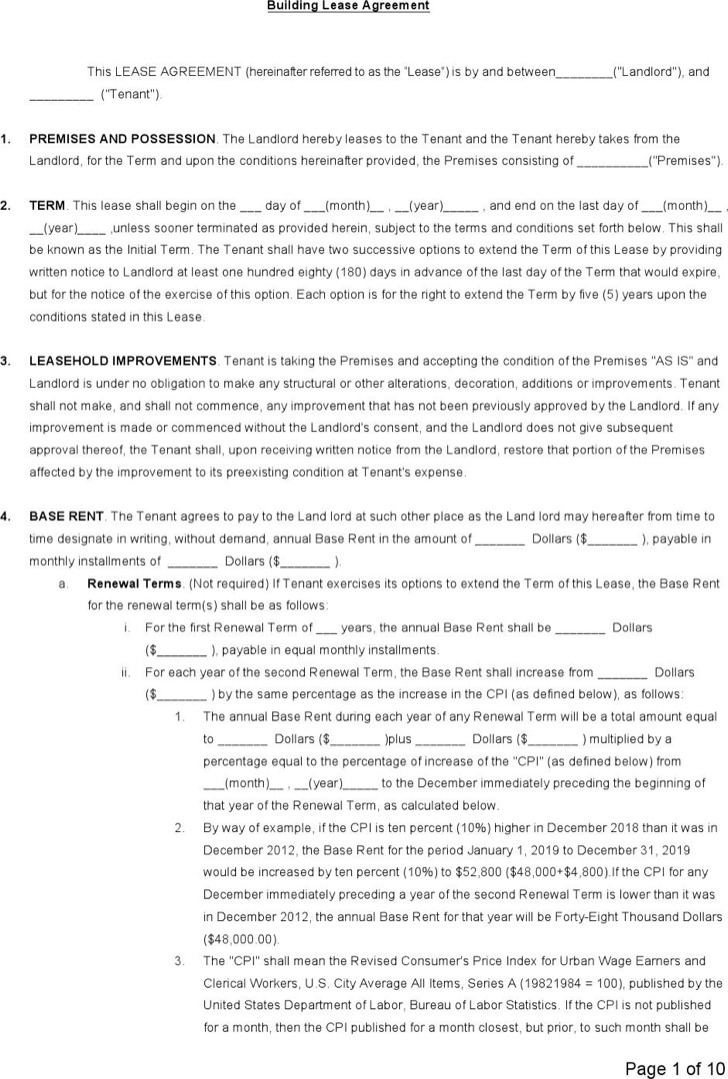 Building Lease Agreement
This LEASE AGREEMENT (hereinafter referred to as the "Lease") is by and between________("Landlord"), and
_________ ("Tenant").
1. PREMISES AND POSSESSION. The Landlord hereby leases to the Tenant and the Tenant hereby takes from the
Landlord, for the Term and upon the conditions hereinafter provided, the Premises consisting of __________("Premises").
2. TERM. This lease shall begin on the ___ day of ___(month)__ , __(year)_____ , and end on the last day of ___(month)__ ,
__(year)____ ,unless sooner terminated as provided herein, subject to the terms and conditions set forth below. This shall
be known as the Initial Term. The Tenant shall have two successive options to extend the Term of this Lease by providing
written notice to Landlord at least one hundred eighty (180) days in advance of the last day of the Term that would expire,
but for the notice of the exercise of this option. Each option is for the right to extend the Term by five (5) years upon the
conditions stated in this Lease.
3. LEASEHOLD IMPROVEMENTS. Tenant is taking the Premises and accepting the condition of the Premises "AS IS" and
Landlord is under no obligation to make any structural or other alterations, decoration, additions or improvements. Tenant
shall not make, and shall not commence, any improvement that has not been previously approved by the Landlord. If any
improvement is made or commenced without the Landlord's consent, and the Landlord does not give subsequent
approval thereof, the Tenant shall, upon receiving written notice from the Landlord, restore that portion of the Premises
affected by the improvement to its preexisting condition at Tenant's expense.
4. BASE RENT. The Tenant agrees to pay to the Land lord at such other place as the Land lord may hereafter from time to
time designate in writing, without demand, annual Base Rent in the amount of _______ Dollars ($_______ ), payable in
monthly installments of _______ Dollars ($_______ ).
a. Renewal Terms. (Not required) If Tenant exercises its options to extend the Term of this Lease, the Base Rent
for the renewal term(s) shall be as follows:
i. For the first Renewal Term of ___ years, the annual Base Rent shall be _______ Dollars
($_______ ), payable in equal monthly installments.
ii. For each year of the second Renewal Term, the Base Rent shall increase from _______ Dollars
($_______ ) by the same percentage as the increase in the CPI (as defined below), as follows:
1. The annual Base Rent during each year of any Renewal Term will be a total amount equal
to _______ Dollars ($_______ )plus _______ Dollars ($_______ ) multiplied by a
percentage equal to the percentage of increase of the "CPI" (as defined below) from
___(month)__ , __(year)_____ to the December immediately preceding the beginning of
that year of the Renewal Term, as calculated below.
2. By way of example, if the CPI is ten percent (10%) higher in December 2018 than it was in
December 2012, the Base Rent for the period January 1, 2019 to December 31, 2019
would be increased by ten percent (10%) to $52,800 ($48,000+$4,800).If the CPI for any
December immediately preceding a year of the second Renewal Term is lower than it was
in December 2012, the annual Base Rent for that year will be Forty-Eight Thousand Dollars
($48,000.00).
3. The "CPI" shall mean the Revised Consumer's Price Index for Urban Wage Earners and
Clerical Workers, U.S. City Average All Items, Series A (19821984 = 100), published by the
United States Department of Labor, Bureau of Labor Statistics. If the CPI is not published
for a month, then the CPI published for a month closest, but prior, to such month shall be
Page 1 of 10